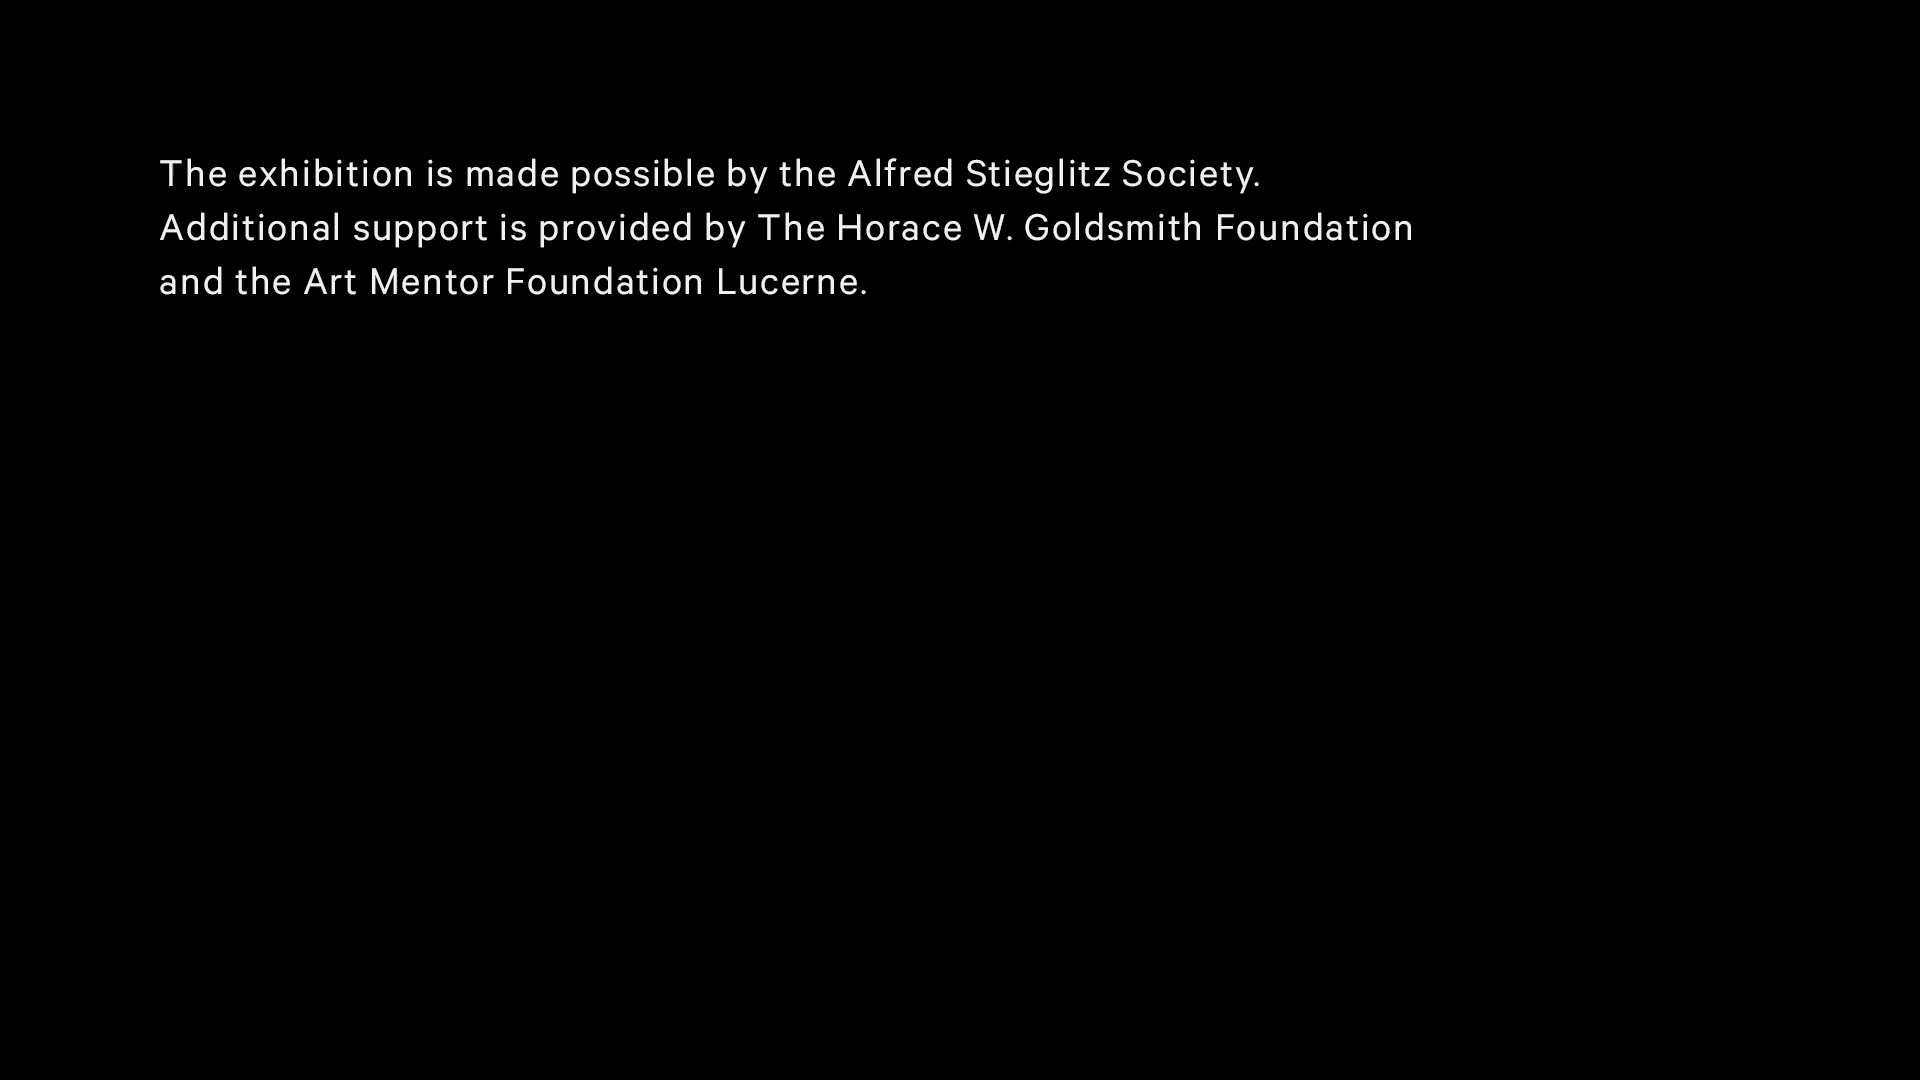 The exhibition is made possible by the Alfred Stieglitz Society.
Additional support is provided by The Horace W. Goldsmith Foundation
and the Art Mentor Foundation Lucerne.